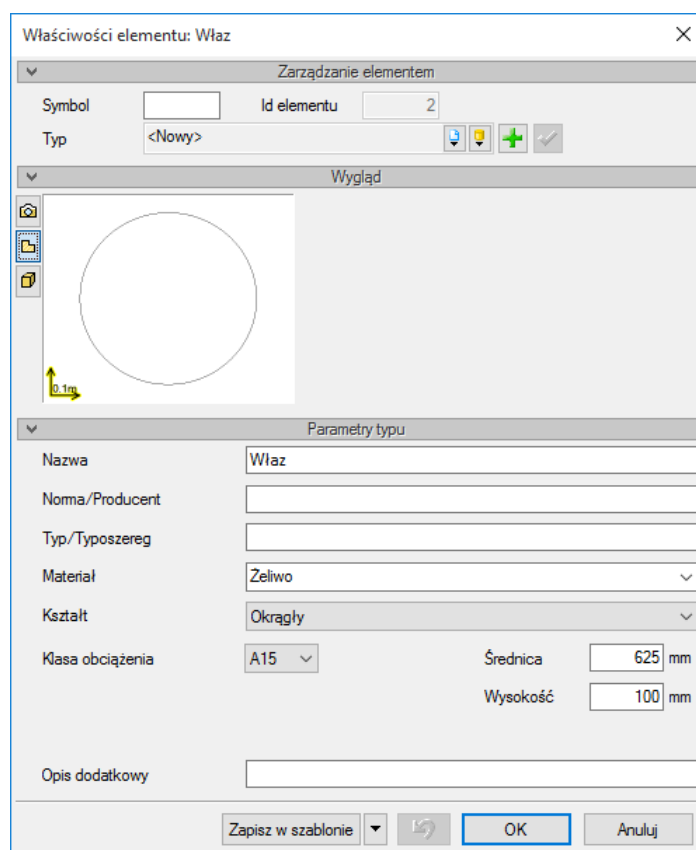 Właściwości elementu: Właz
Zarządzanie elementem
Symbol Id elementu 2
Typ <Nowy>
Wygląd
0.1m
Parametry typu
Nazwa Właz
Norma/Producent
Typ/Typoszereg
Materiał Żeliwo
Kształt Okrągły
Klasa obciążenia A15 Średnica 625 mm
Wysokość 100 mm
Opis dodatkowy
Zapisz w szablonie OK Anuluj